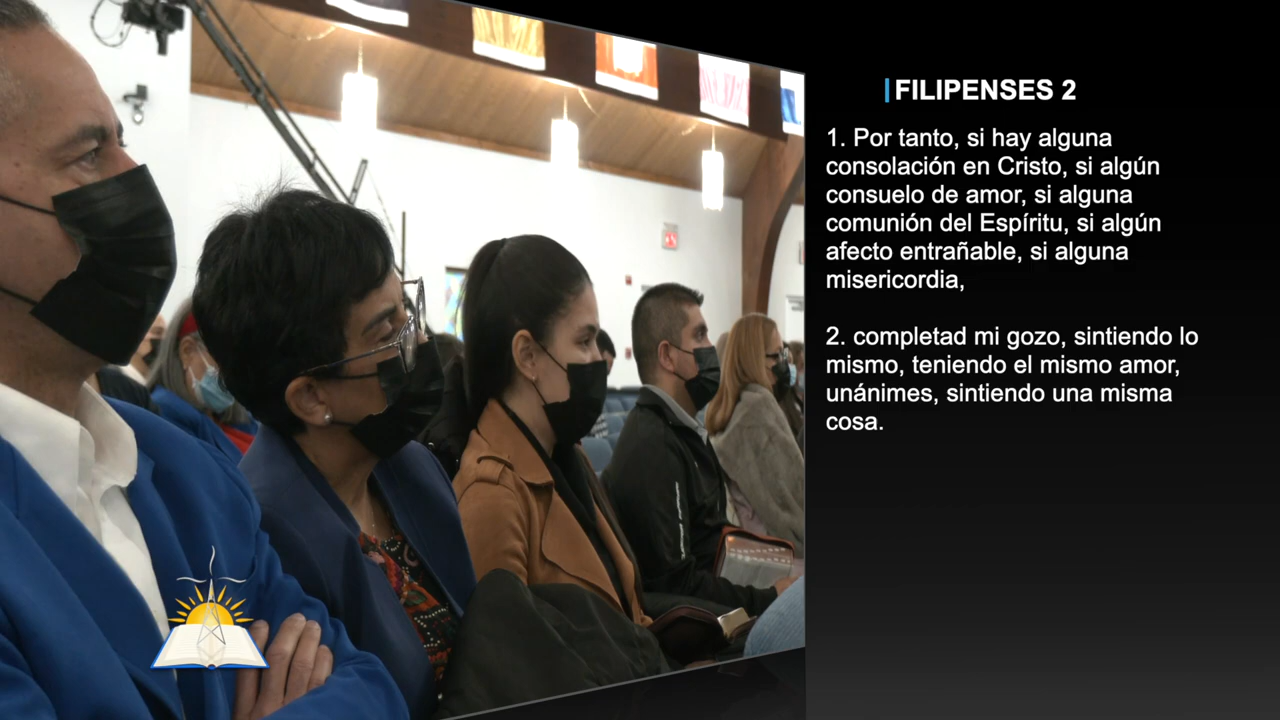 FILIPENSES 2
1. Por tanto, si hay alguna
consolación en Cristo, si algún
consuelo de amor, si alguna
comunión del Espíritu, si algún
afecto entrañable, si alguna
misericordia,
2. completad mi gozo, sintiendo lo
mismo, teniendo el mismo amor,
unánimes, sintiendo una misma
cosa.